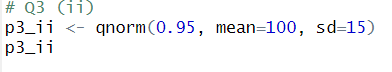 # Q3 (ii)
p3_ii <- qnorm(0.95, mean=100, sd=15)
p3_ii